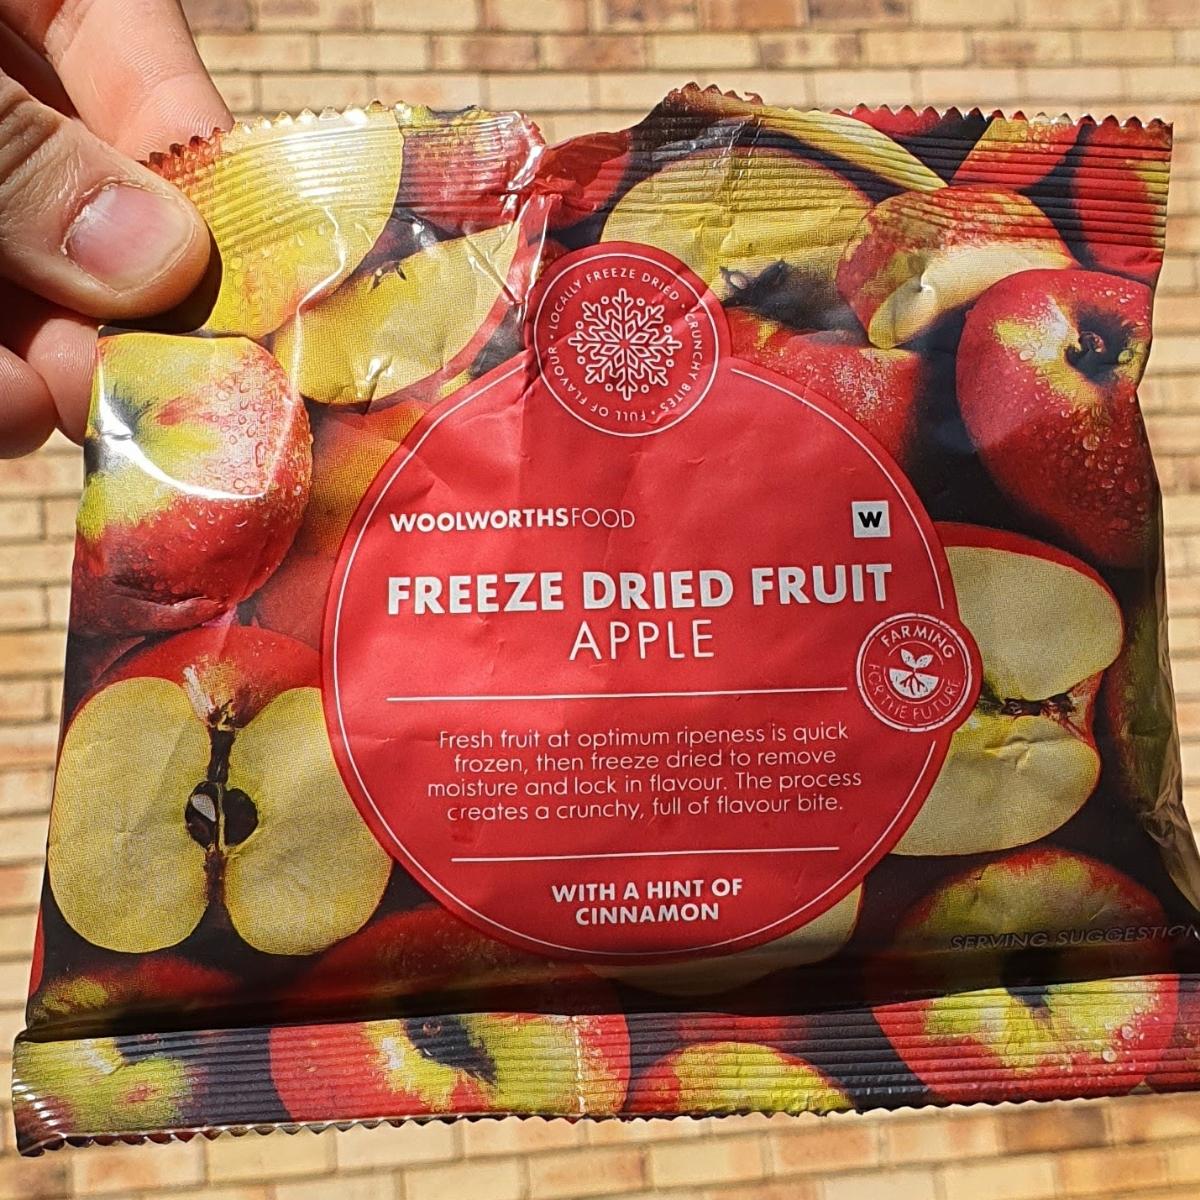 LOCALLY FREEZE DRIED • CRUNCHY BITES • FULL OF FLAVOUR •
WOOLWORTHSFOOD
W
FREEZE DRIED FRUIT
APPLE
FARMING
FOR THE FUTURE
Fresh fruit at optimum ripeness is quick
frozen, then freeze dried to remove
moisture and lock in flavour. The process
creates a crunchy, full of flavour bite.
WITH A HINT OF
CINNAMON
SERVING SUGGESTION